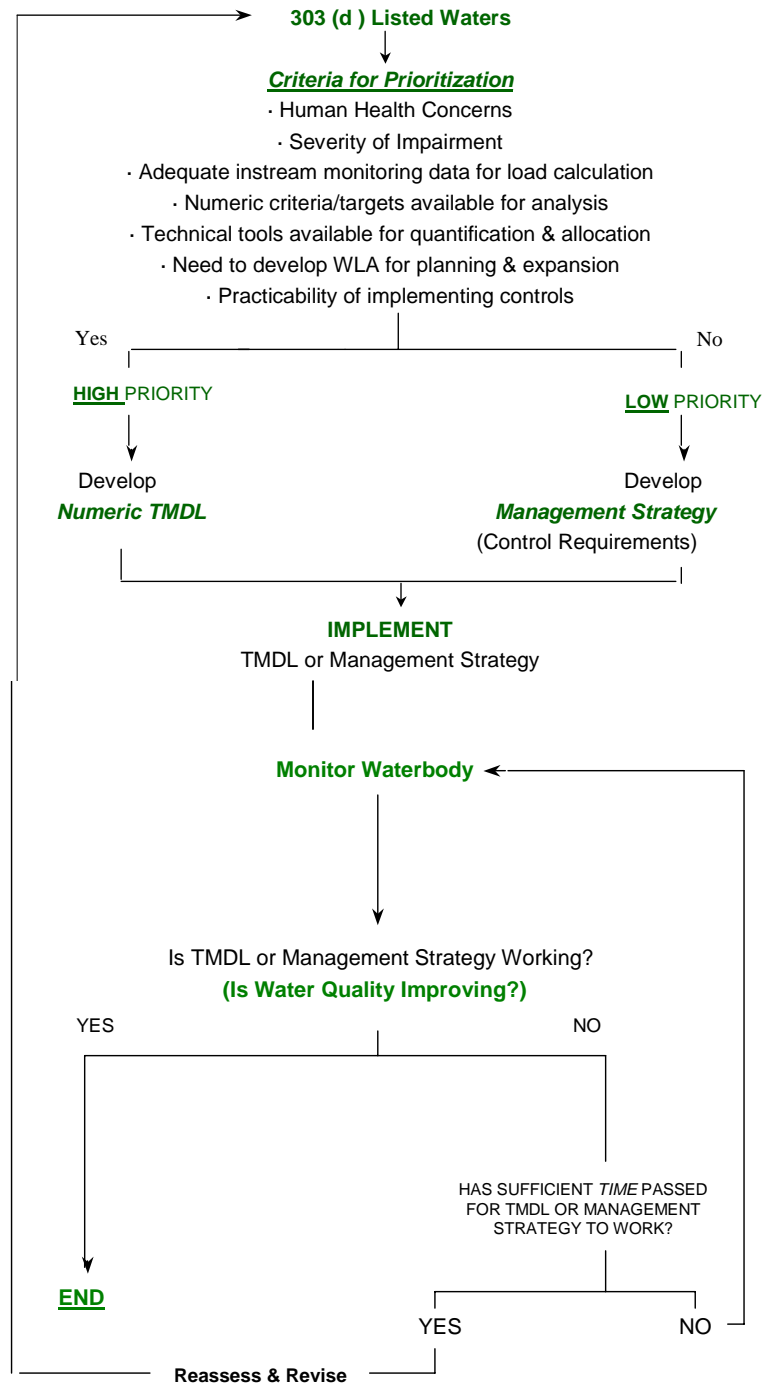 303 (d ) Listed Waters
Criteria for Prioritization
· Human Health Concerns
· Severity of Impairment
· Adequate instream monitoring data for load calculation
· Numeric criteria/targets available for analysis
· Technical tools available for quantification & allocation
· Need to develop WLA for planning & expansion
· Practicability of implementing controls
Yes
No
HIGH PRIORITY
LOW PRIORITY
Develop
Numeric TMDL
Develop
Management Strategy
(Control Requirements)
IMPLEMENT
TMDL or Management Strategy
Monitor Waterbody
Is TMDL or Management Strategy Working?
(Is Water Quality Improving?)
YES
NO
HAS SUFFICIENT TIME PASSED
FOR TMDL OR MANAGEMENT
STRATEGY TO WORK?
END
YES
NO
Reassess & Revise